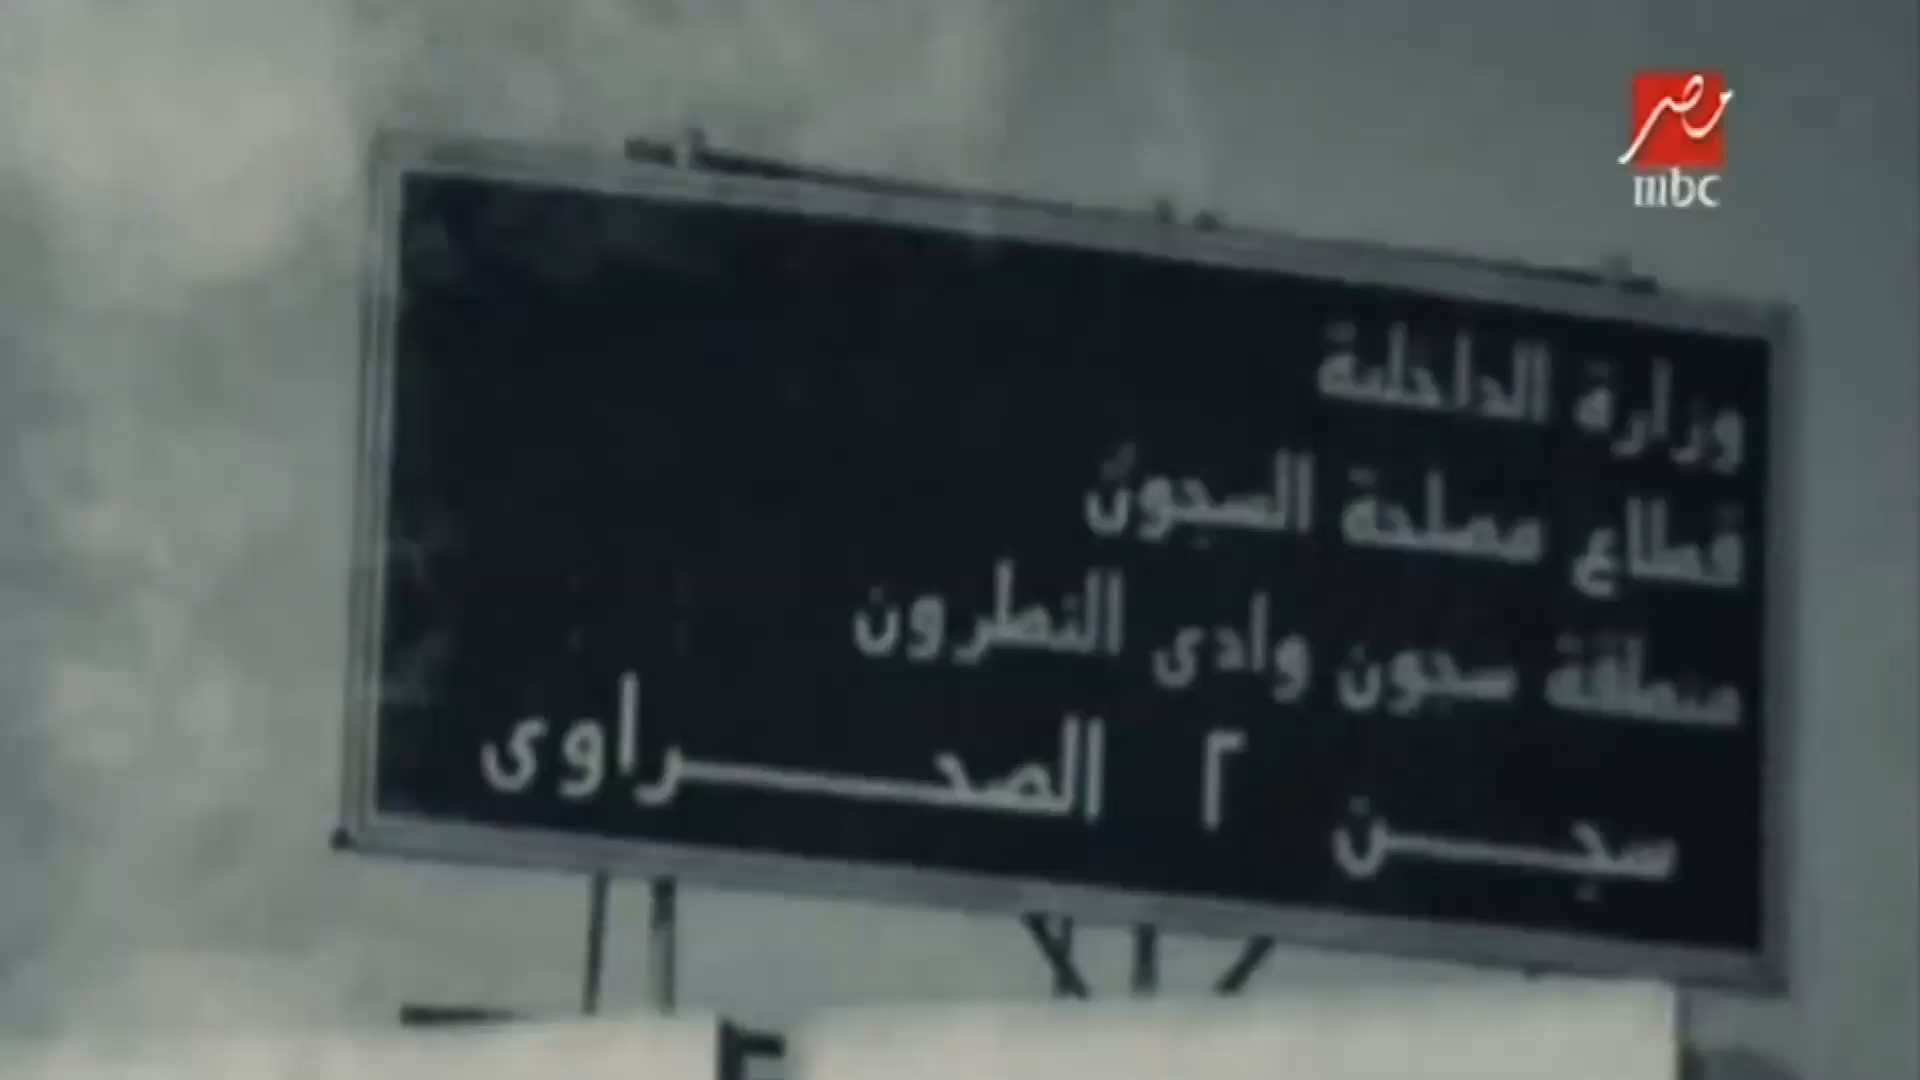 مصر
mbc
وزارة الداخلية
قطاع مصلحة السجون
منطقة سجون وادى النطرون
سجن ٢ الصحراوى